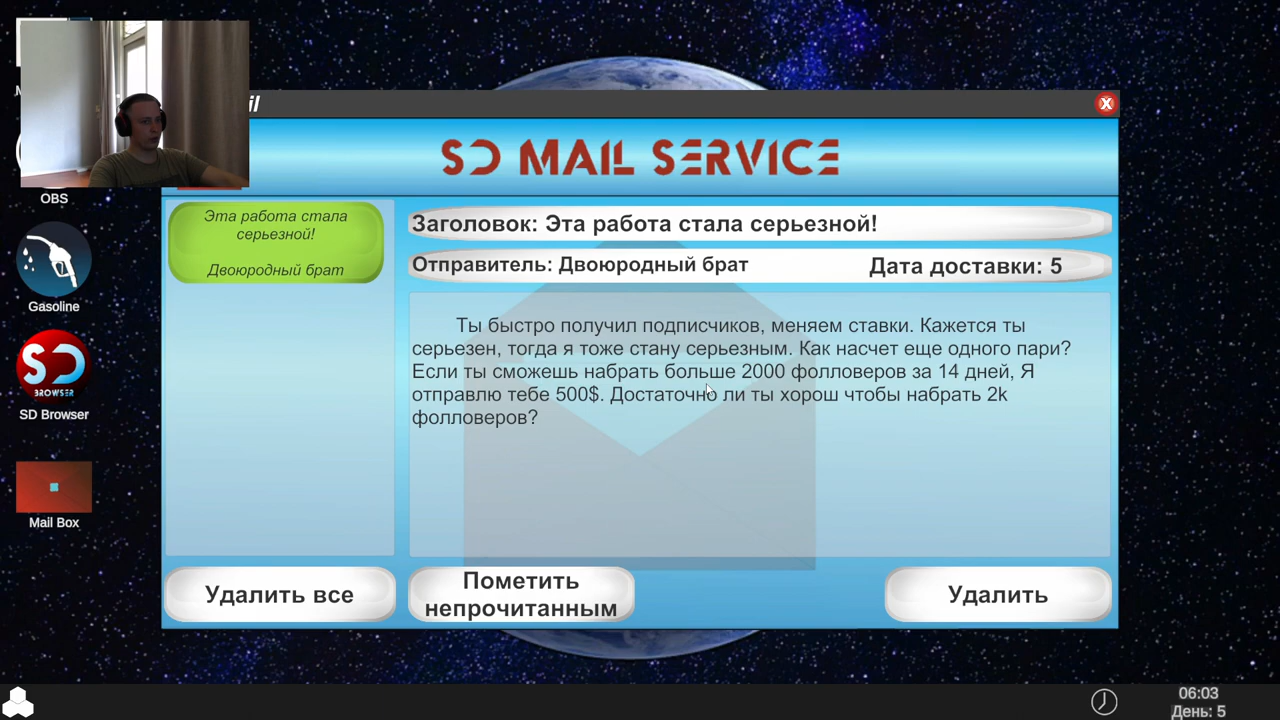 il
SD MAIL SERVICE
OBS
Gasoline
SD
BROWSER
SD Browser
Mail Box
Эта работа стала
серьезной!
Двоюродный брат
Заголовок: Эта работа стала серьезной!
Отправитель: Двоюродный брат
Дата доставки: 5
Ты быстро получил подписчиков, меняем ставки. Кажется ты
серьезен, тогда я тоже стану серьезным. Как насчет еще одного пари?
Если ты сможешь набрать больше 2000 фолловеров за 14 дней, Я
отправлю тебе 500$. Достаточно ли ты хорош чтобы набрать 2k
фолловеров?
Удалить все
Пометить
непрочитанным
Удалить
06:03
День: 5